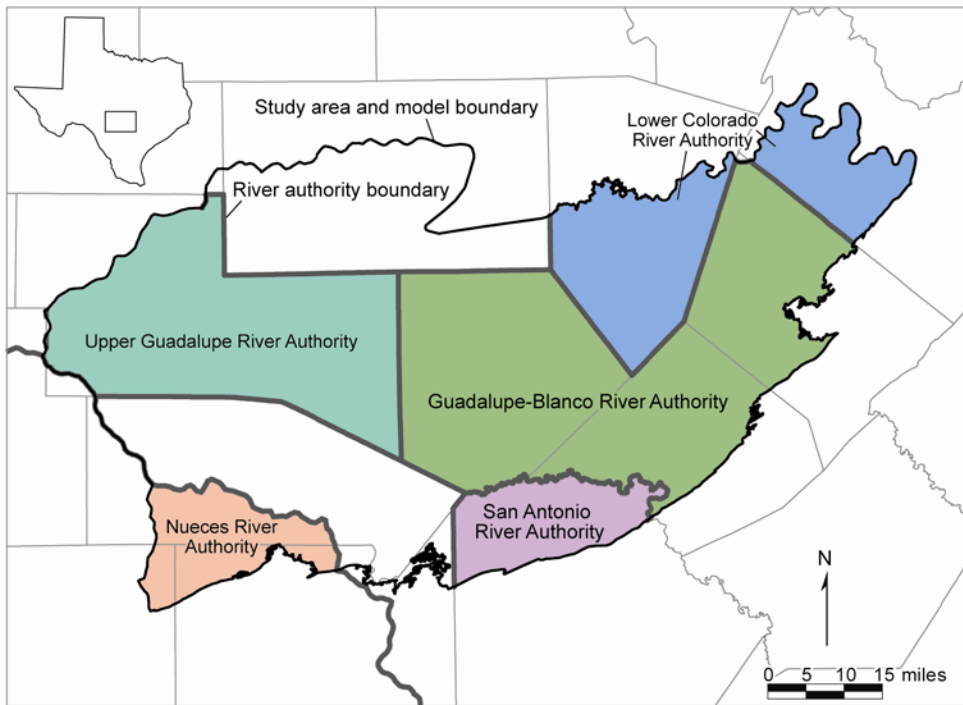 Study area and model boundary
Lower Colorado
River Authority
River authority boundary
Upper Guadalupe River Authority
Guadalupe-Blanco River Authority
San Antonio
River Authority
Nueces River
Authority
N
0 5 10 15 miles